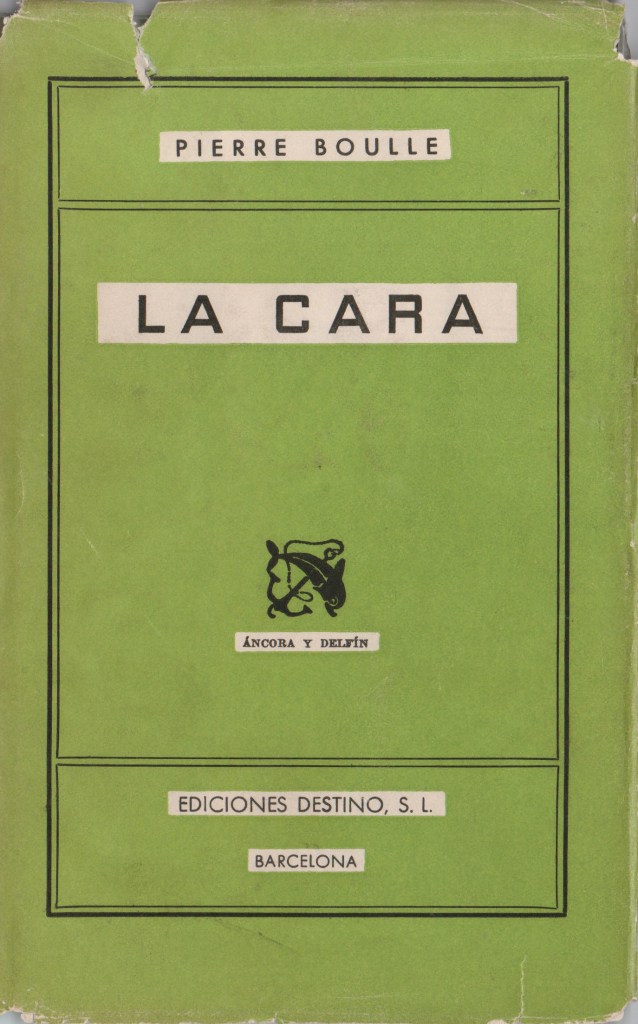 PIERRE BOULLE
LA CARA
ÁNCORA Y DELFÍN
EDICIONES DESTINO, S. L.
BARCELONA